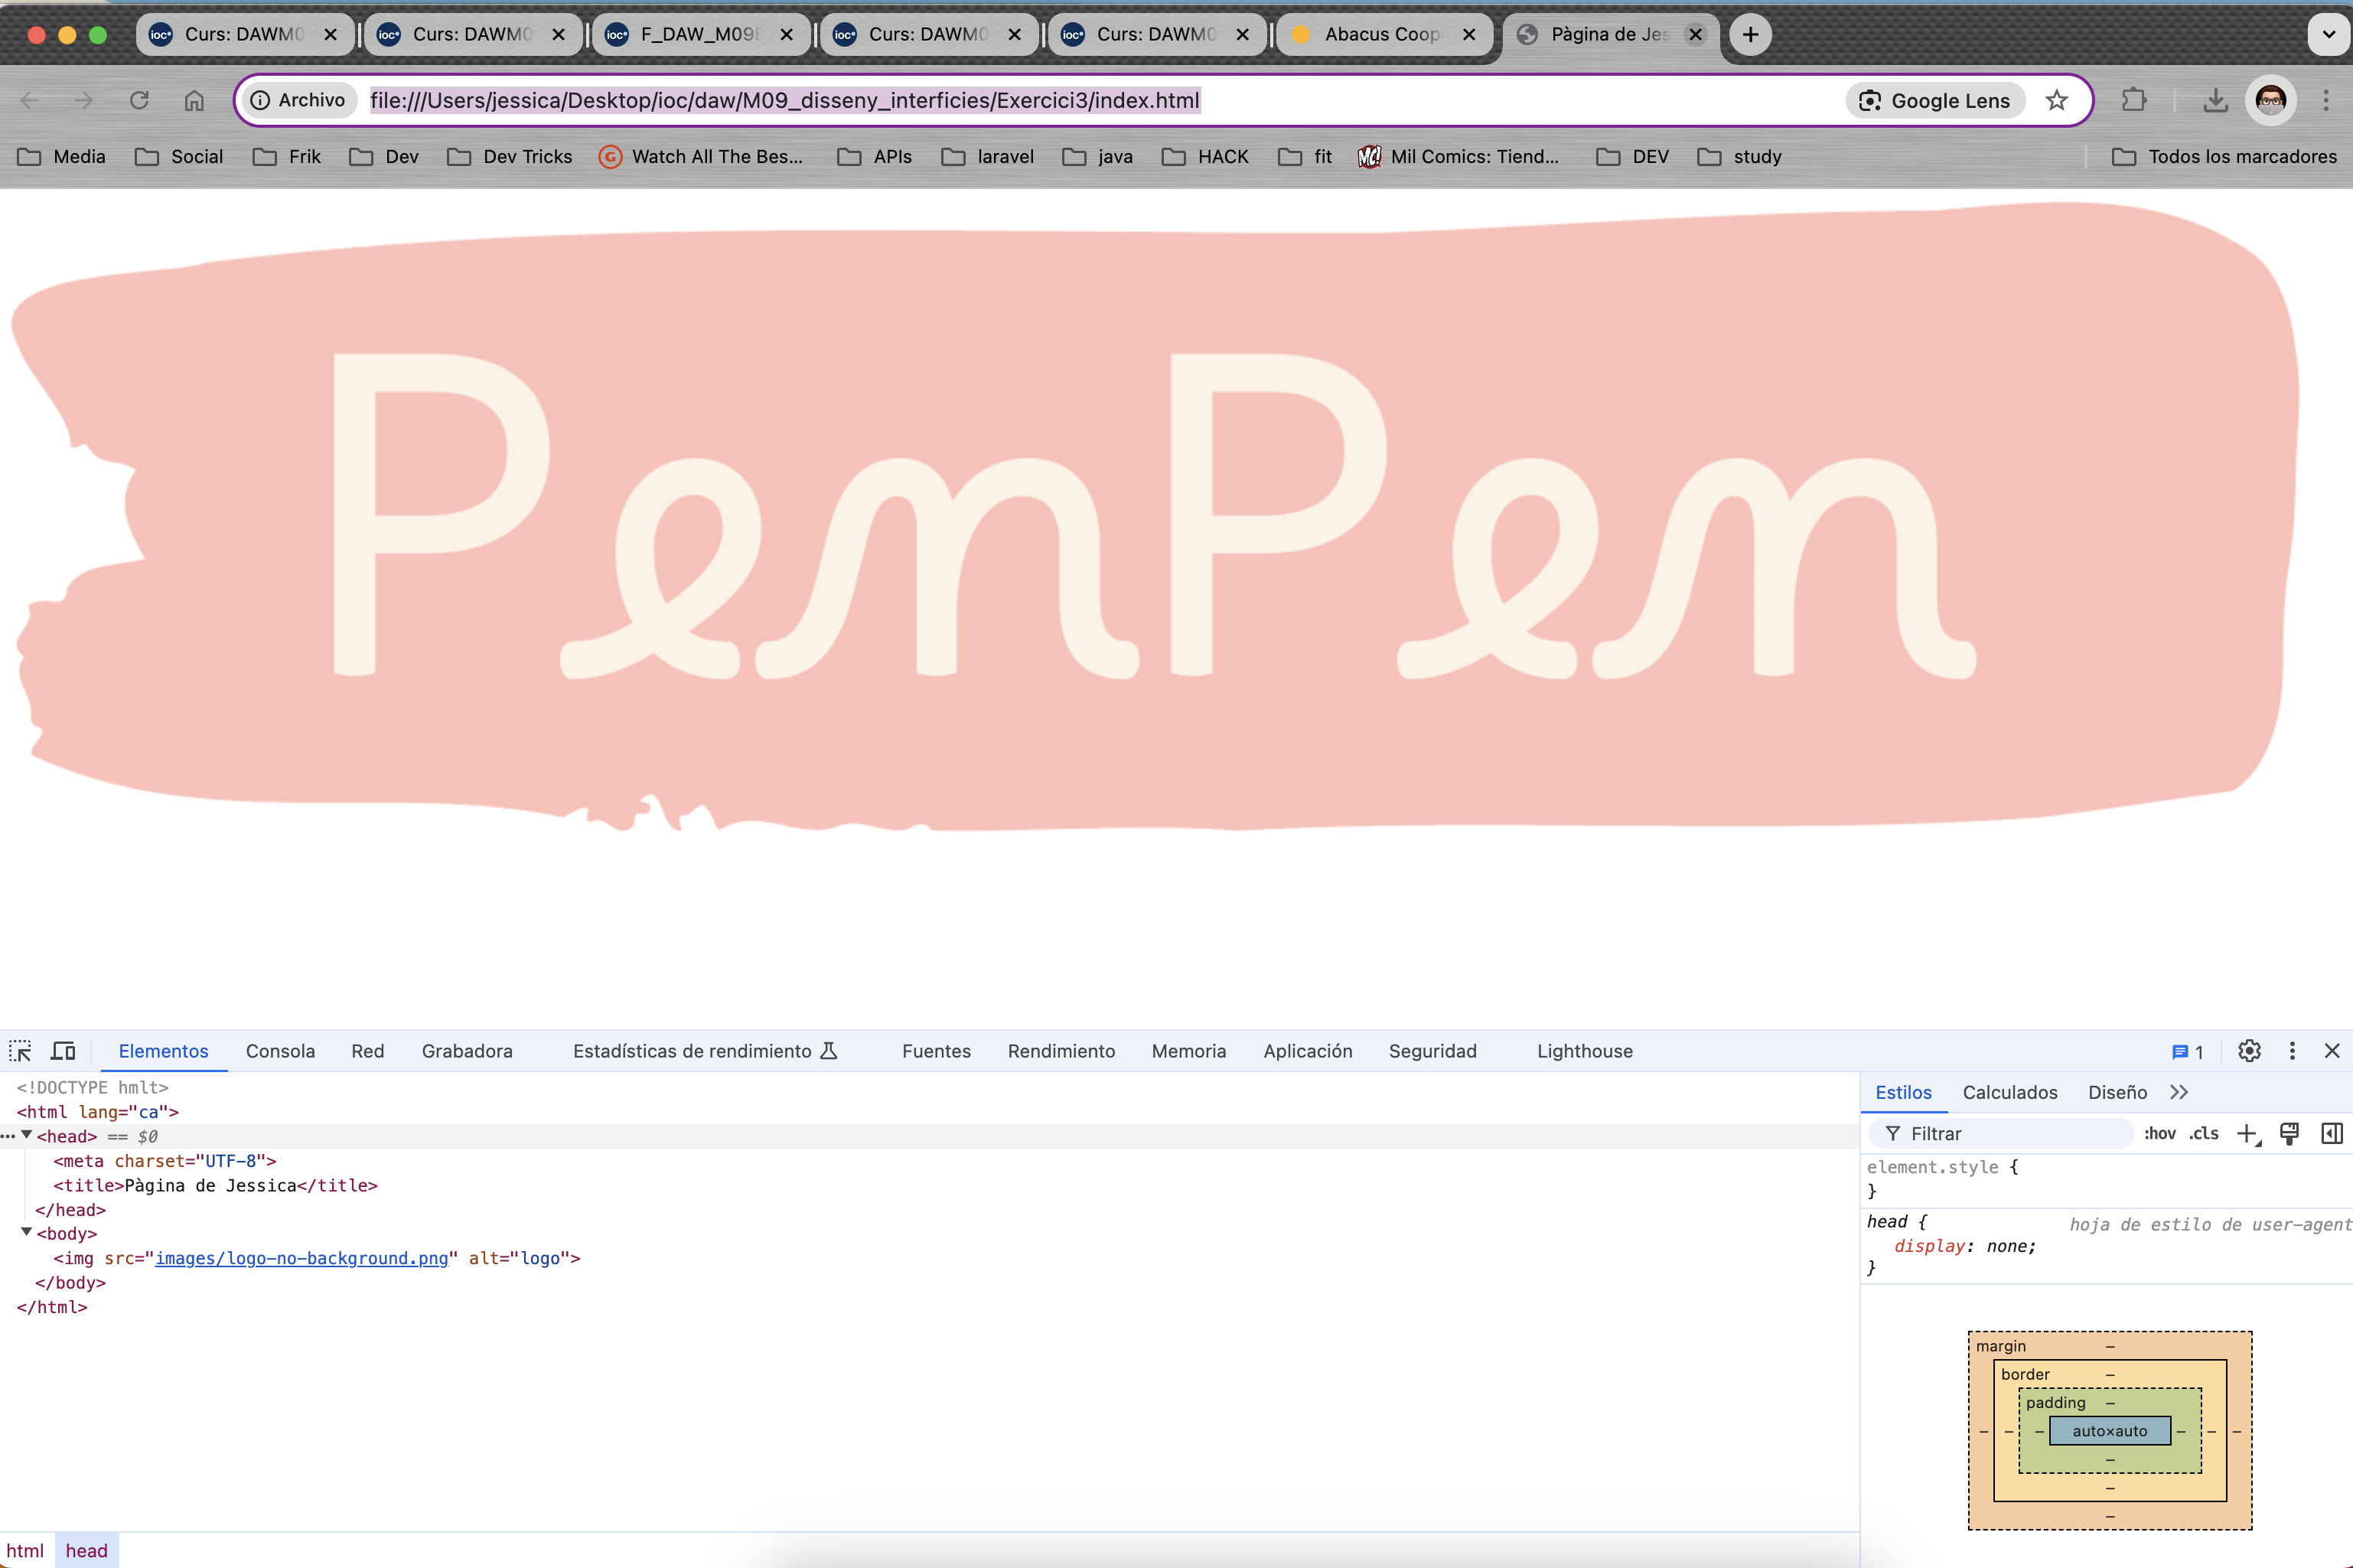 Curs: DAWM0 Curs: DAWM0 F_DAW_M09 Curs: DAWM0 Curs: DAWM0 Abacus Coop Pàgina de Jes
Archivo file:///Users/jessica/Desktop/ioc/daw/M09_disseny_interficies/Exercici3/index.html Google Lens
Media Social Frik Dev Dev Tricks Watch All The Bes... APIs laravel java HACK fit Mil Comics: Tiend... DEV study Todos los marcadores
PenPen
Elementos Consola Red Grabadora Estadísticas de rendimiento Fuentes Rendimiento Memoria Aplicación Seguridad Lighthouse 1
<!DOCTYPE hmlt>
<html lang="ca">
<head> == $0
<meta charset="UTF-8">
<title>Pàgina de Jessica</title>
</head>
<body>
<img src="images/logo-no-background.png" alt="logo">
</body>
</html>
html head
Estilos Calculados Diseño
Filtrar :hov .cls
element.style {
}
head { hoja de estilo de user-agent
display: none;
}
margin –
border –
padding –
– – – auto×auto – – –
–
–
–